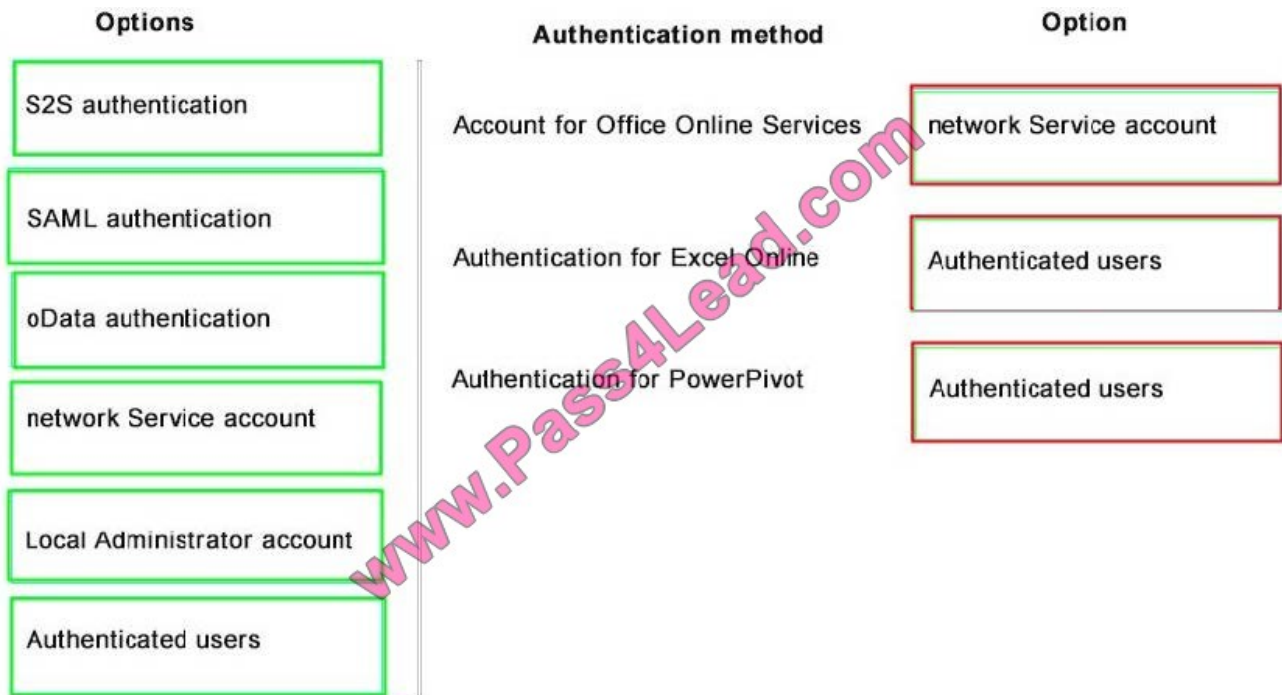 Options
S2S authentication
SAML authentication
oData authentication
network Service account
Local Administrator account
Authenticated users
Authentication method
Account for Office Online Services
Authentication for Excel Online
Authentication for PowerPivot
Option
network Service account
Authenticated users
Authenticated users
www.Pass4Lead.com